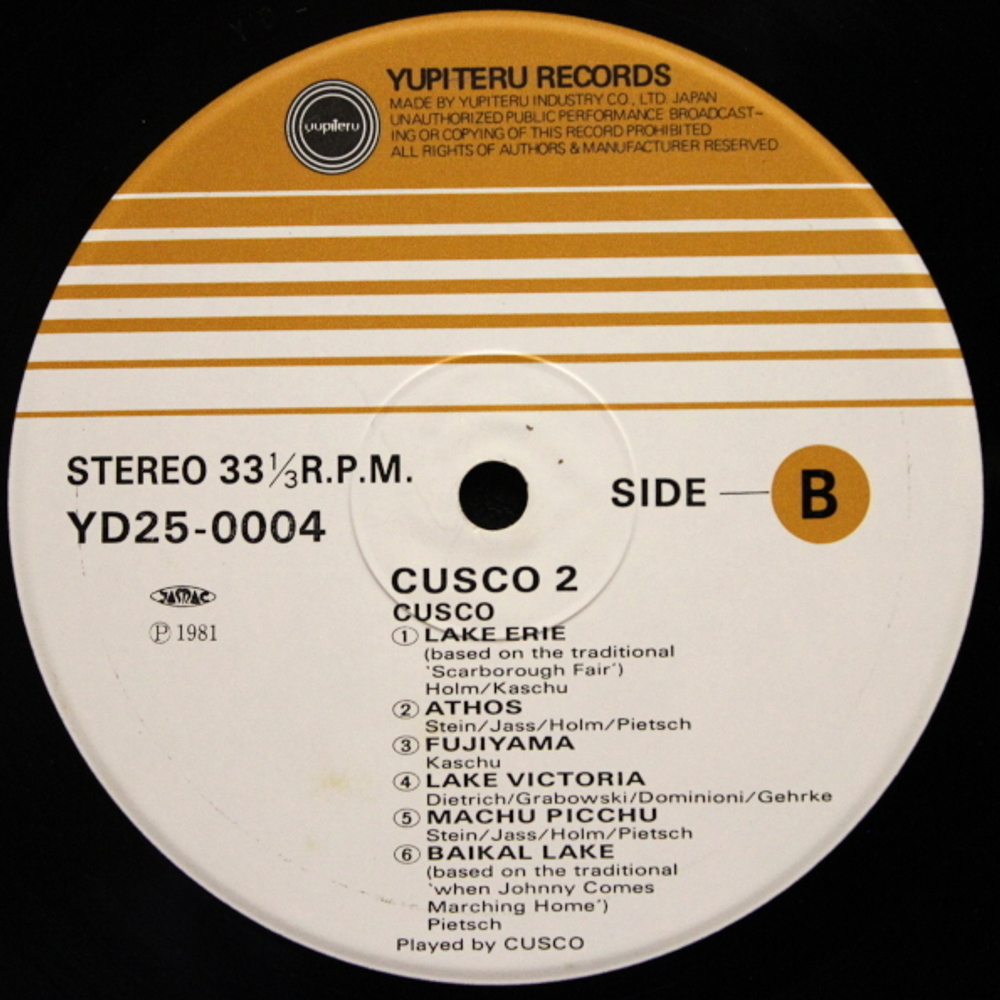 YUPITERU RECORDS
yupiteru
MADE BY YUPITERU INDUSTRY CO., LTD. JAPAN
UNAUTHORIZED PUBLIC PERFORMANCE BROADCAST-
ING OR COPYING OF THIS RECORD PROHIBITED
ALL RIGHTS OF AUTHORS & MANUFACTURER RESERVED
STEREO 33⅓ R.P.M.
YD25-0004
SIDE — B
JASRAC
Ⓟ 1981
CUSCO 2
CUSCO
① LAKE ERIE
(based on the traditional
'Scarborough Fair')
Holm/Kaschu
② ATHOS
Stein/Jass/Holm/Pietsch
③ FUJIYAMA
Kaschu
④ LAKE VICTORIA
Dietrich/Grabowski/Dominioni/Gehrke
⑤ MACHU PICCHU
Stein/Jass/Holm/Pietsch
⑥ BAIKAL LAKE
(based on the traditional
'when Johnny Comes
Marching Home')
Pietsch
Played by CUSCO